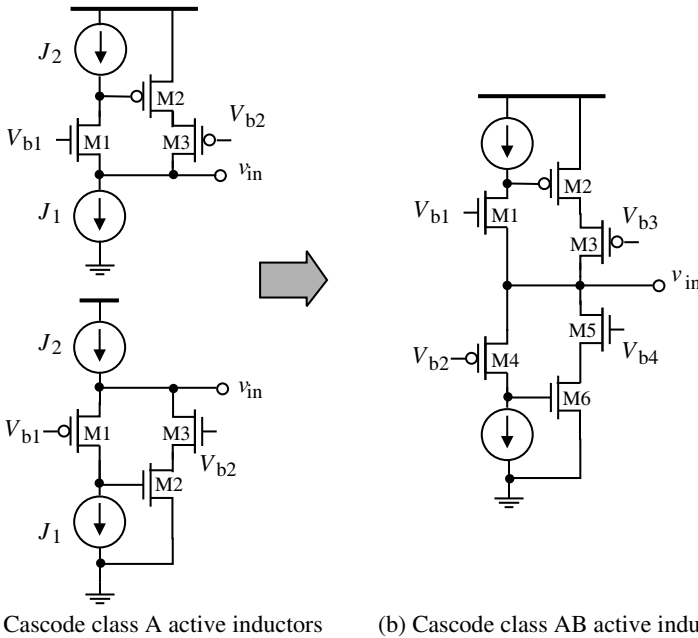 J2
M2
Vb2
Vb1
M1
M3
vin
J1
J2
vin
Vb1
M1
M3
Vb2
M2
J1
M2
Vb1
M1
Vb3
M3
vin
M5
Vb2
M4
Vb4
M6
Cascode class A active inductors
(b) Cascode class AB active indu